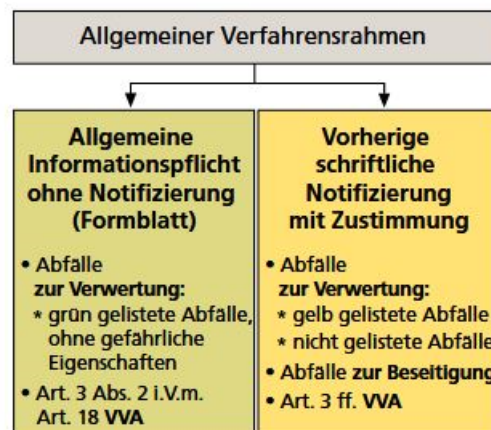 Allgemeiner Verfahrensrahmen
Allgemeine
Informationspflicht
ohne Notifizierung
(Formblatt)
• Abfälle
zur Verwertung:
* grün gelistete Abfälle,
ohne gefährliche
Eigenschaften
• Art. 3 Abs. 2 i.V.m.
Art. 18 VVA
Vorherige
schriftliche
Notifizierung
mit Zustimmung
• Abfälle
zur Verwertung:
* gelb gelistete Abfälle
* nicht gelistete Abfälle
• Abfälle zur Beseitigung
• Art. 3 ff. VVA